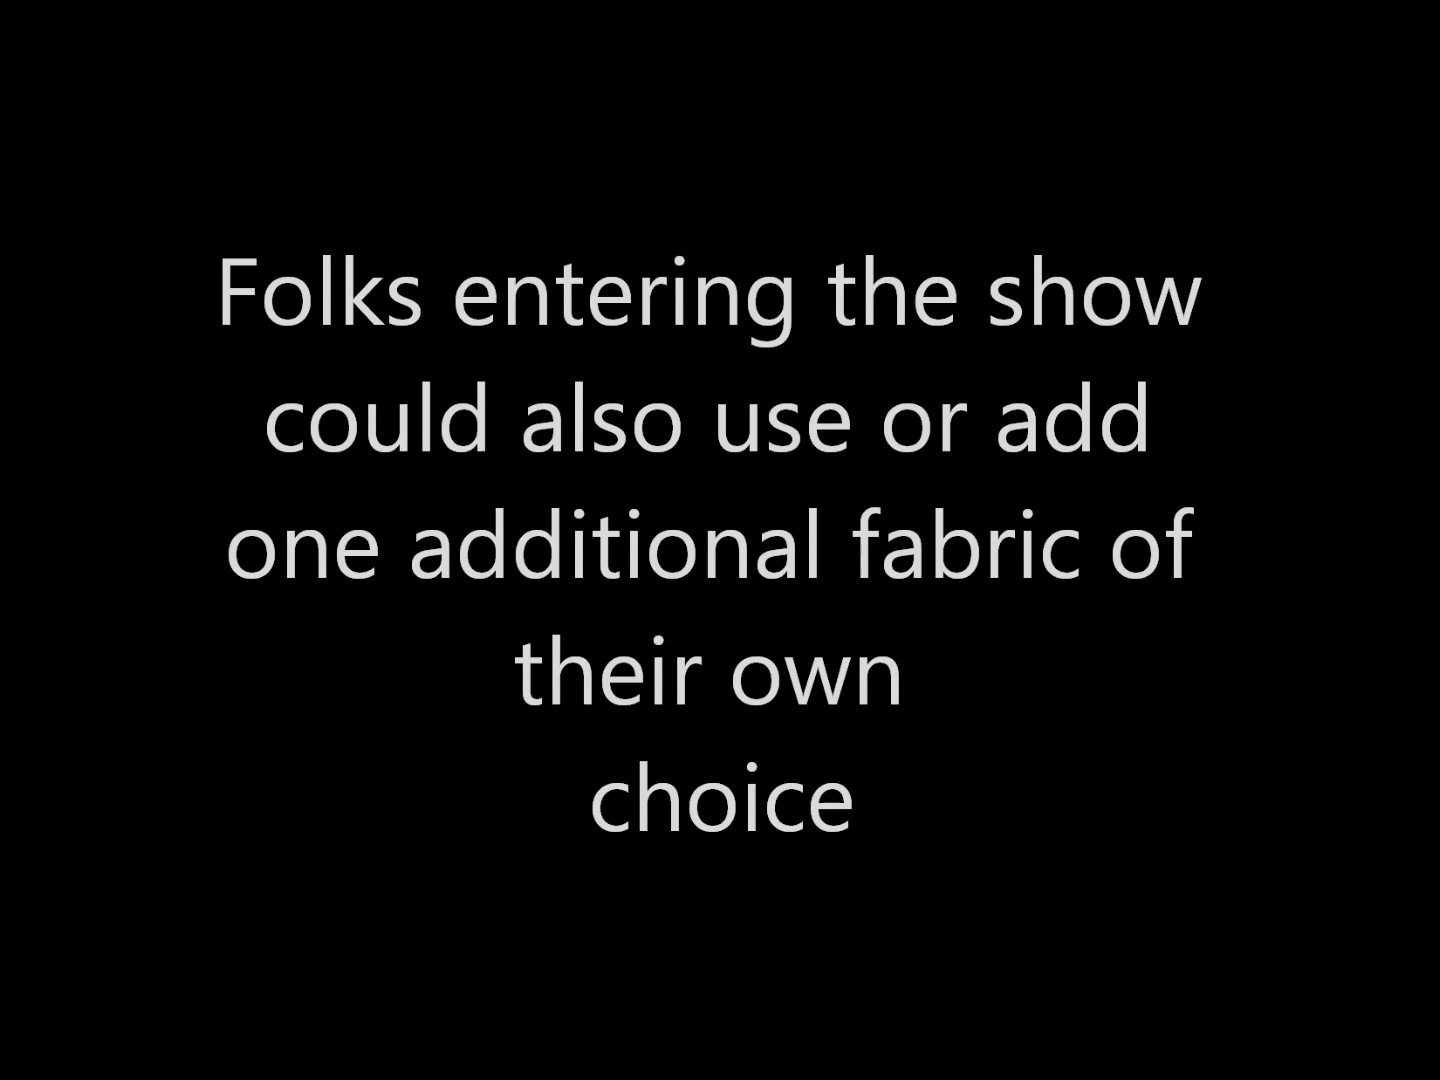 Folks entering the show
could also use or add
one additional fabric of
their own
choice